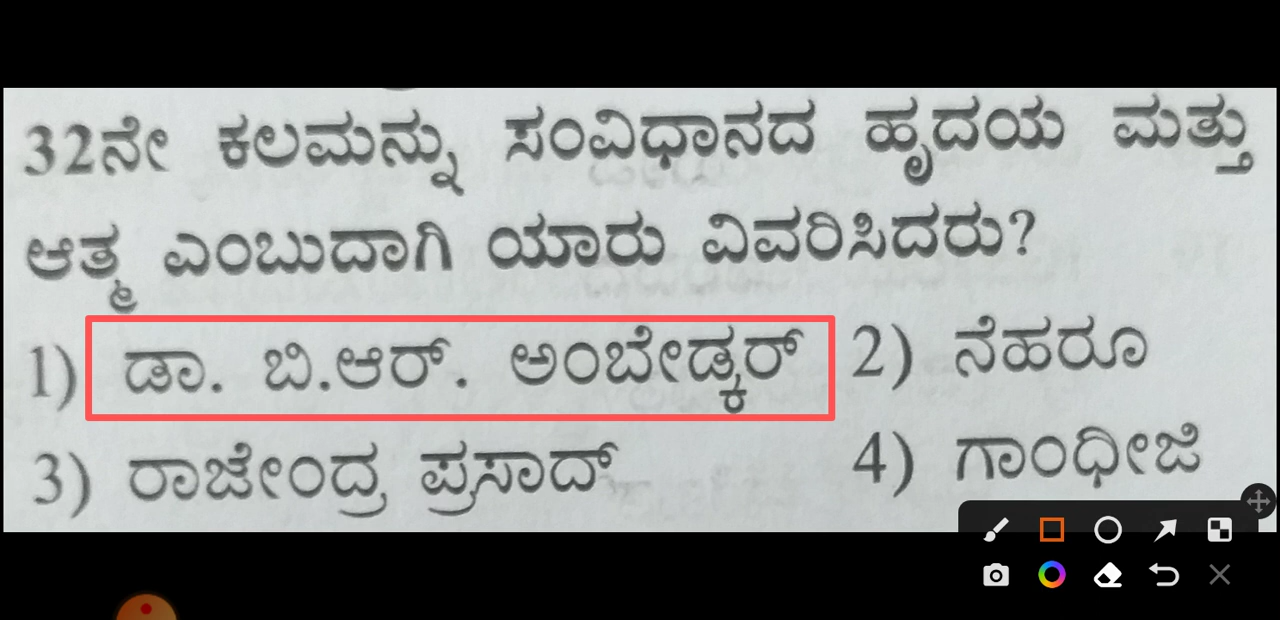 32ನೇ ಕಲಮನ್ನು ಸಂವಿಧಾನದ ಹೃದಯ ಮತ್ತು
ಆತ್ಮ ಎಂಬುದಾಗಿ ಯಾರು ವಿವರಿಸಿದರು?
1) ಡಾ. ಬಿ.ಆರ್. ಅಂಬೇಡ್ಕರ್ 2) ನೆಹರೂ
3) ರಾಜೇಂದ್ರ ಪ್ರಸಾದ್ 4) ಗಾಂಧೀಜಿ